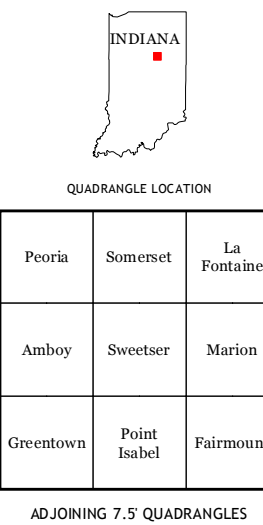 INDIANA
QUADRANGLE LOCATION
Peoria Somerset La Fontaine
Amboy Sweetser Marion
Greentown Point Isabel Fairmoun
ADJOINING 7.5' QUADRANGLES